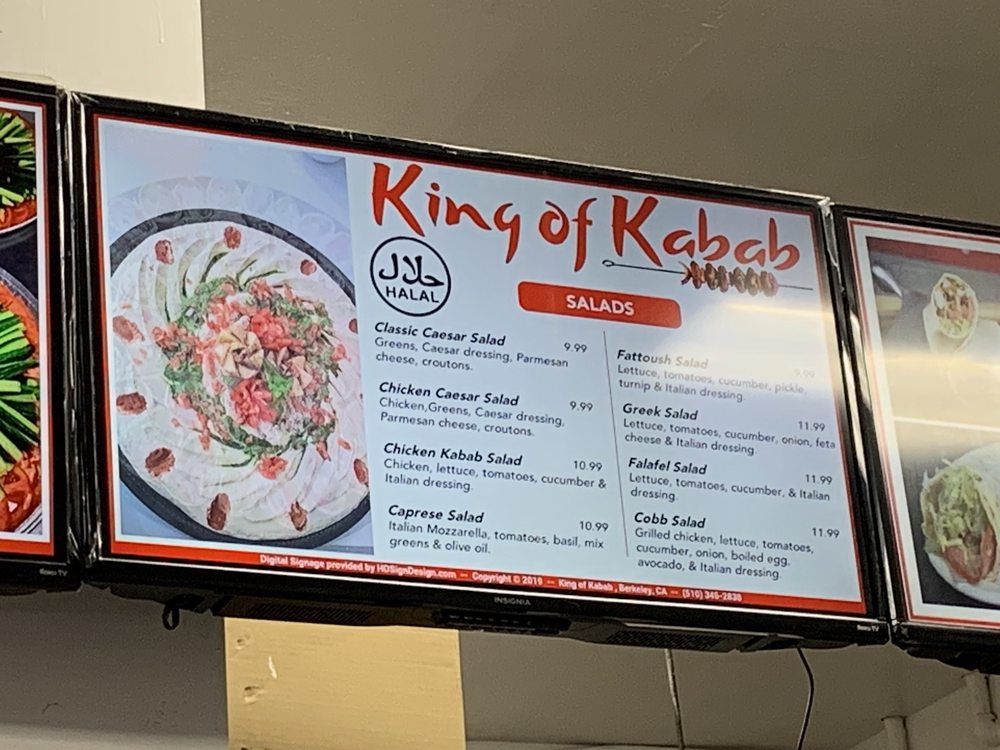 King of Kabab
حلال
HALAL
SALADS
Classic Caesar Salad 9.99
Greens, Caesar dressing, Parmesan
cheese, croutons.
Chicken Caesar Salad 9.99
Chicken,Greens, Caesar dressing,
Parmesan cheese, croutons.
Chicken Kabab Salad 10.99
Chicken, lettuce, tomatoes, cucumber &
Italian dressing.
Caprese Salad 10.99
Italian Mozzarella, tomatoes, basil, mix
greens & olive oil.
Fattoush Salad 9.99
Lettuce, tomatoes, cucumber, pickle,
turnip & Italian dressing.
Greek Salad 11.99
Lettuce, tomatoes, cucumber, onion, feta
cheese & Italian dressing.
Falafel Salad 11.99
Lettuce, tomatoes, cucumber, & Italian
dressing.
Cobb Salad 11.99
Grilled chicken, lettuce, tomatoes,
cucumber, onion, boiled egg.
avocado, & Italian dressing.
Digital Signage provided by HDSignDesign.com -- Copyright © 2019 -- King of Kabab , Berkeley, CA -- (510) 345-2838
Roku TV
INSIGNIA
Roku TV